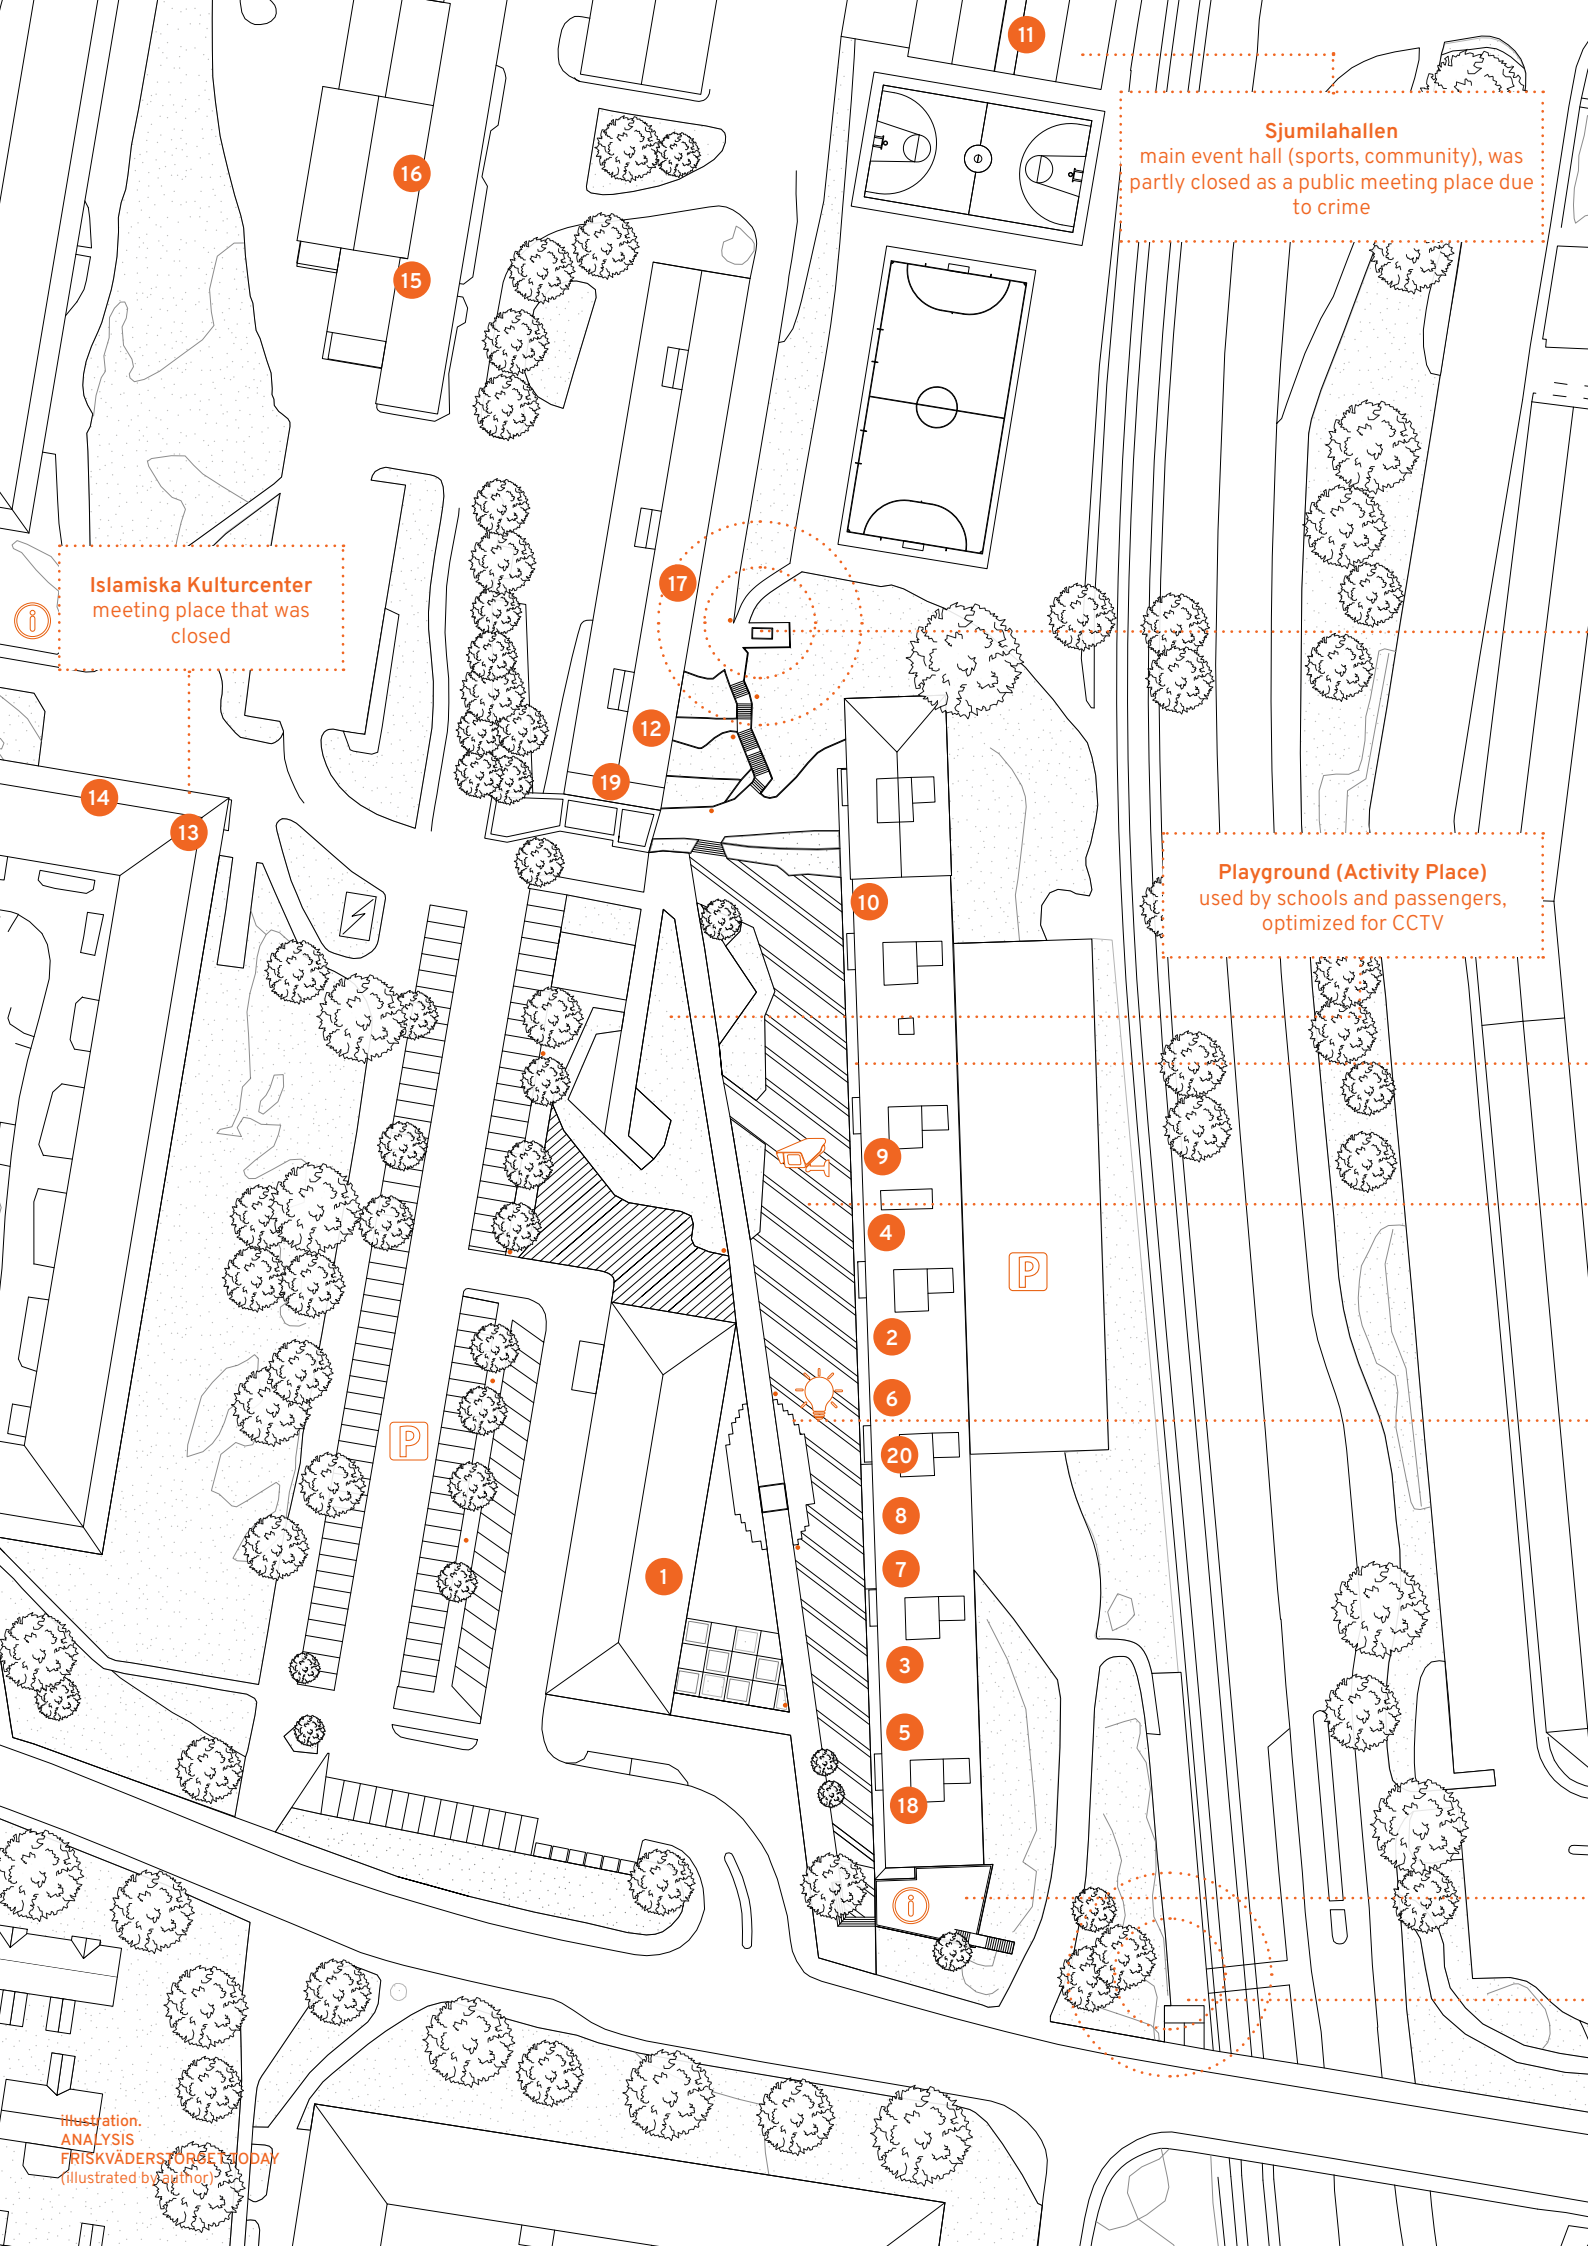 11
Sjumilahallen
main event hall (sports, community), was
partly closed as a public meeting place due
to crime
16
15
17
Islamiska Kulturcenter
meeting place that was
closed
i
12
19
14
13
Playground (Activity Place)
used by schools and passengers,
optimized for CCTV
10
9
4
P
2
6
20
P
8
7
1
3
5
18
i
illustration.
ANALYSIS
FRISKVÄDERSTORGET TODAY
(illustrated by author)